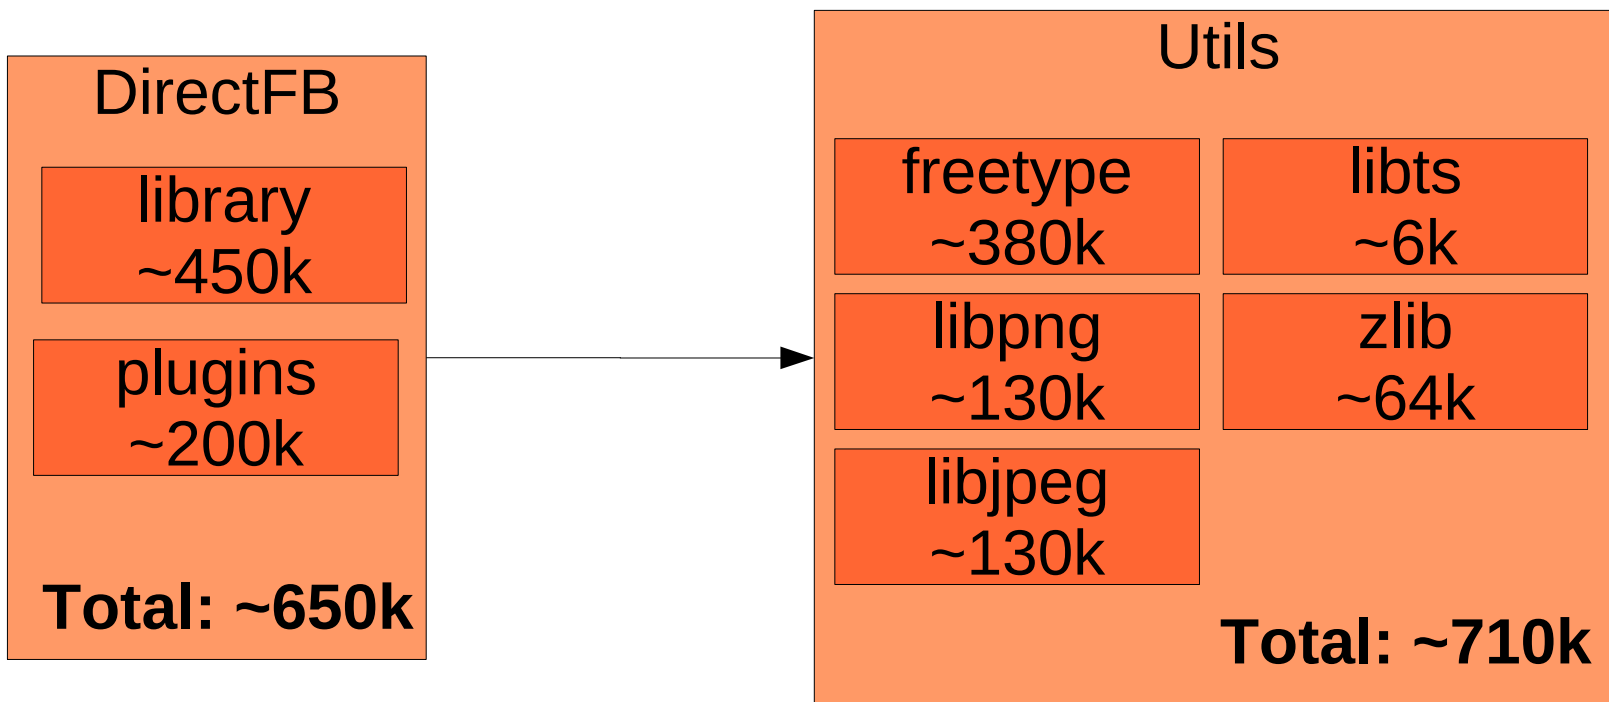 DirectFB
library
~450k
plugins
~200k
Total: ~650k
Utils
freetype
~380k
libts
~6k
libpng
~130k
zlib
~64k
libjpeg
~130k
Total: ~710k